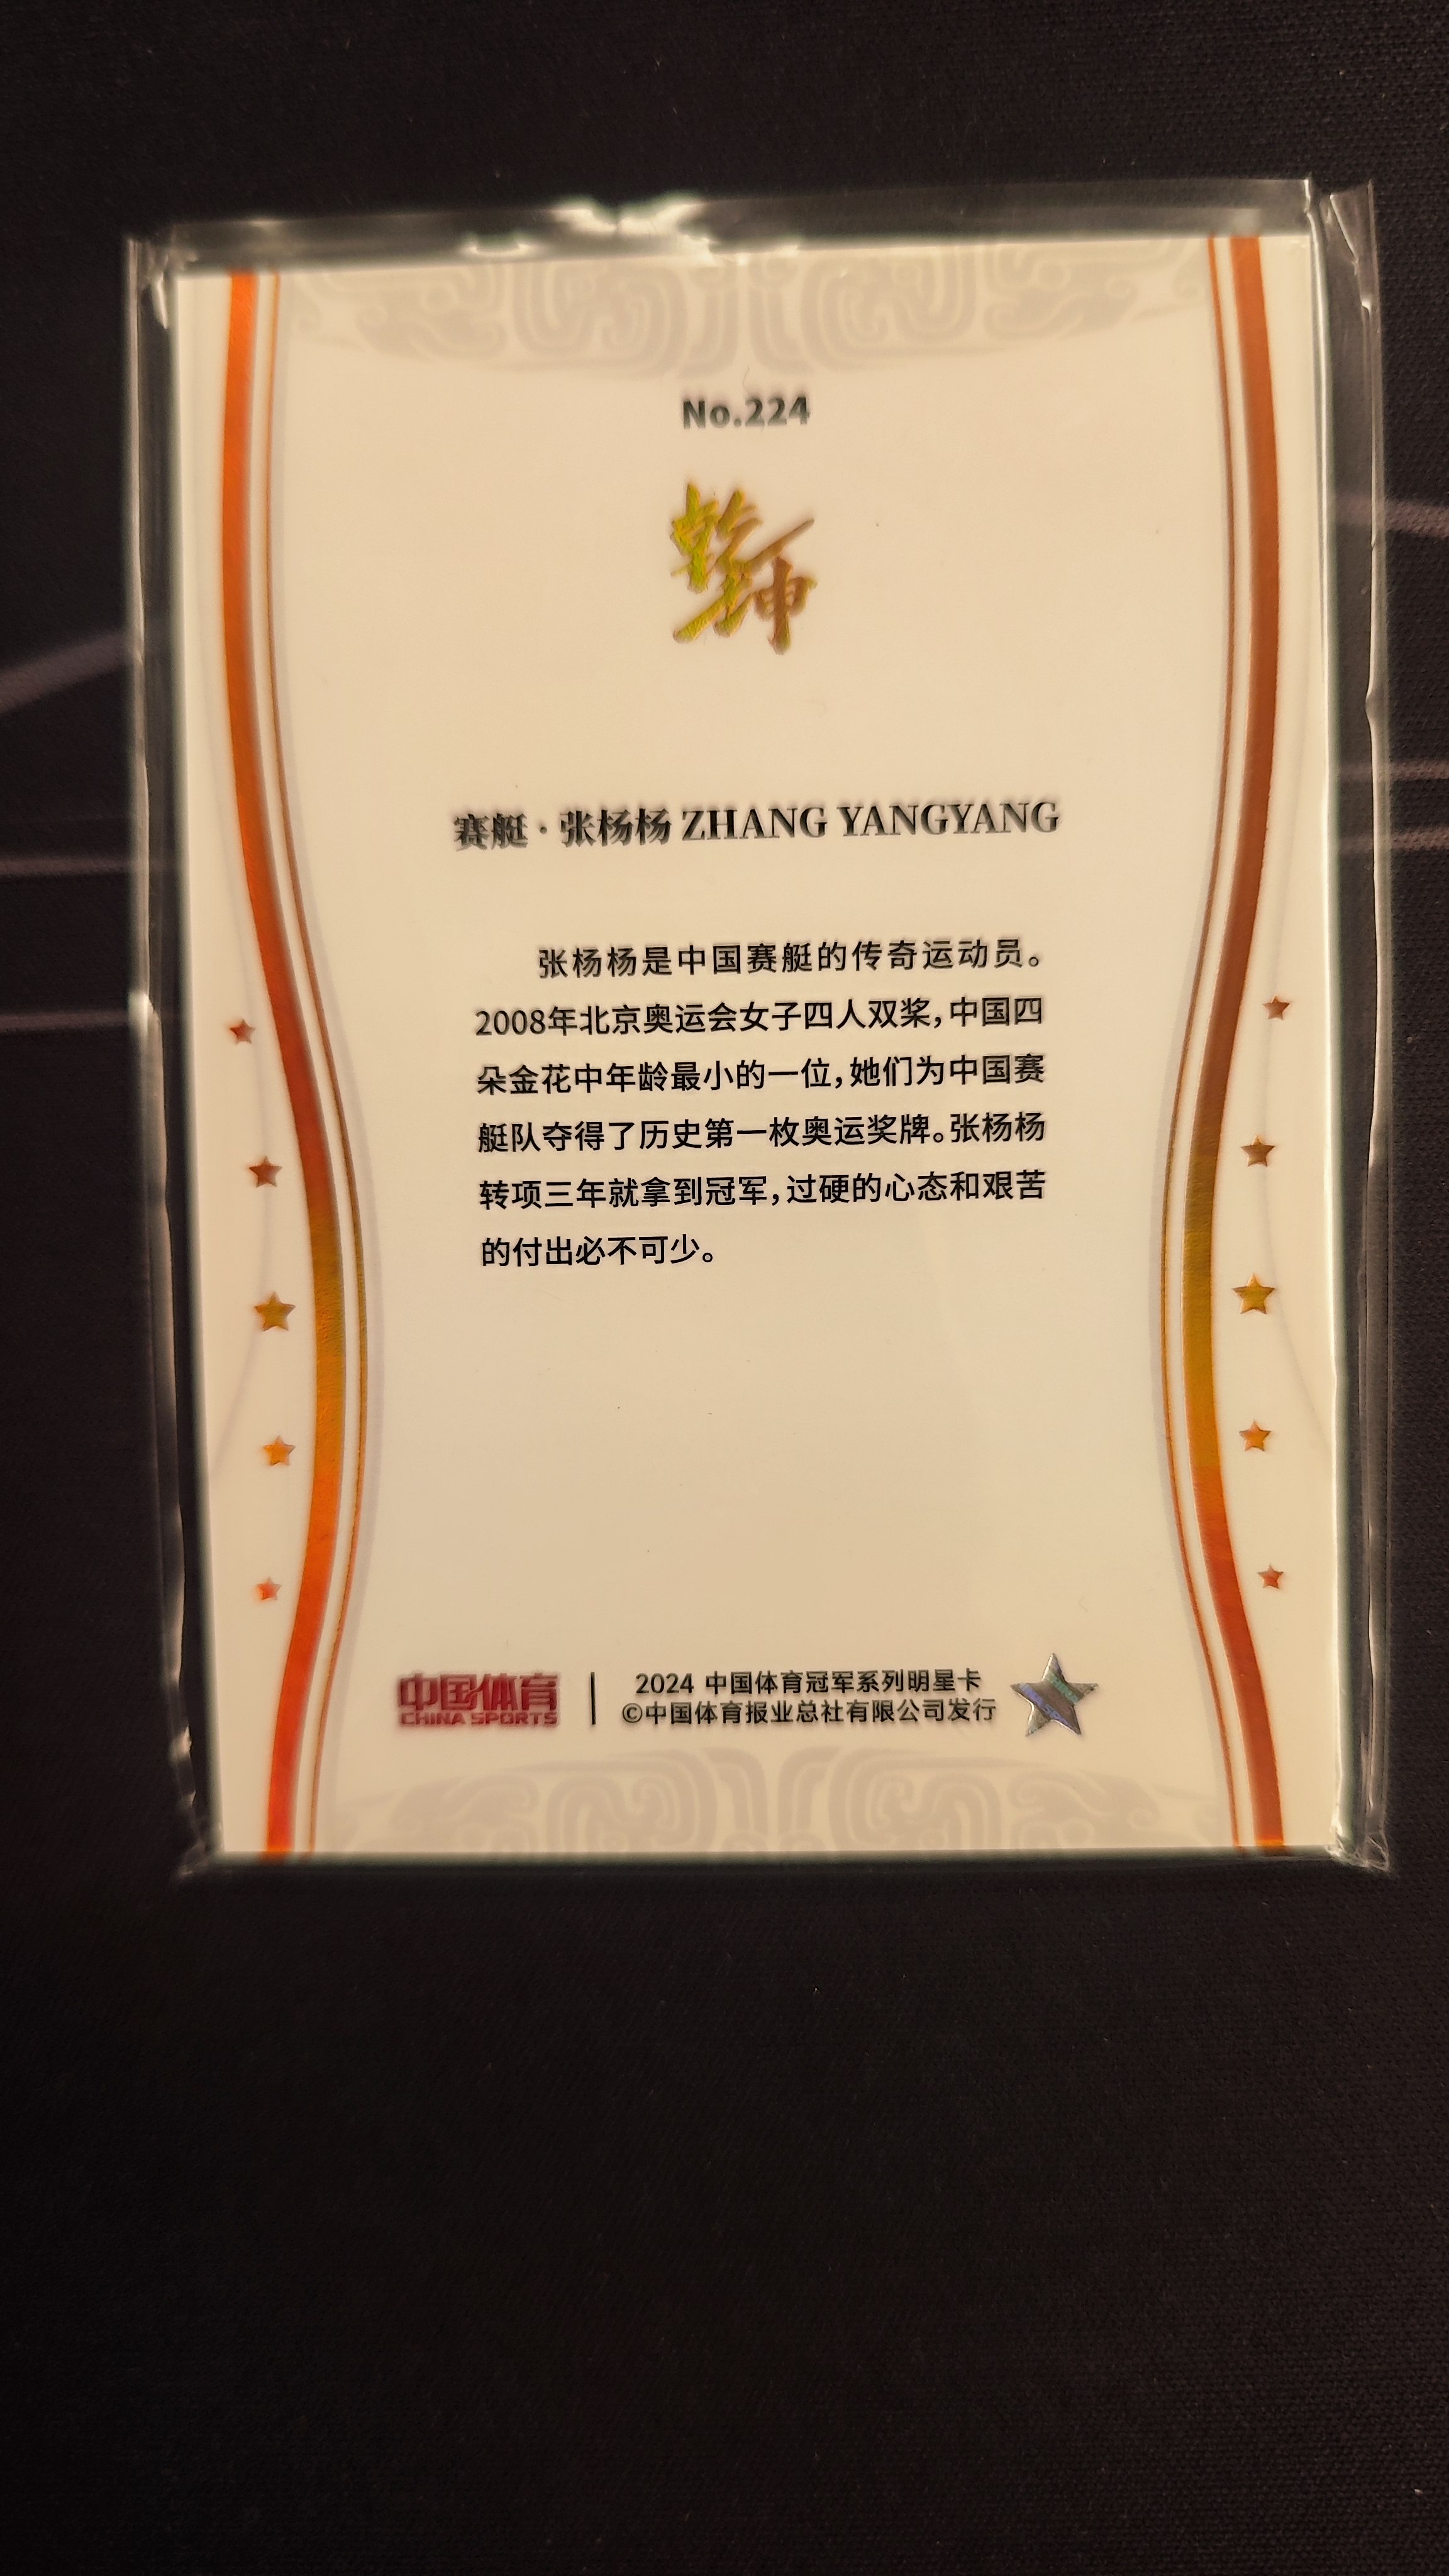 No.224
乾坤
赛艇·张杨杨 ZHANG YANGYANG
张杨杨是中国赛艇的传奇运动员。
2008年北京奥运会女子四人双桨，中国四
朵金花中年龄最小的一位，她们为中国赛
艇队夺得了历史第一枚奥运奖牌。张杨杨
转项三年就拿到冠军，过硬的心态和艰苦
的付出必不可少。
中国体育
CHINA SPORTS
2024 中国体育冠军系列明星卡
©中国体育报业总社有限公司发行